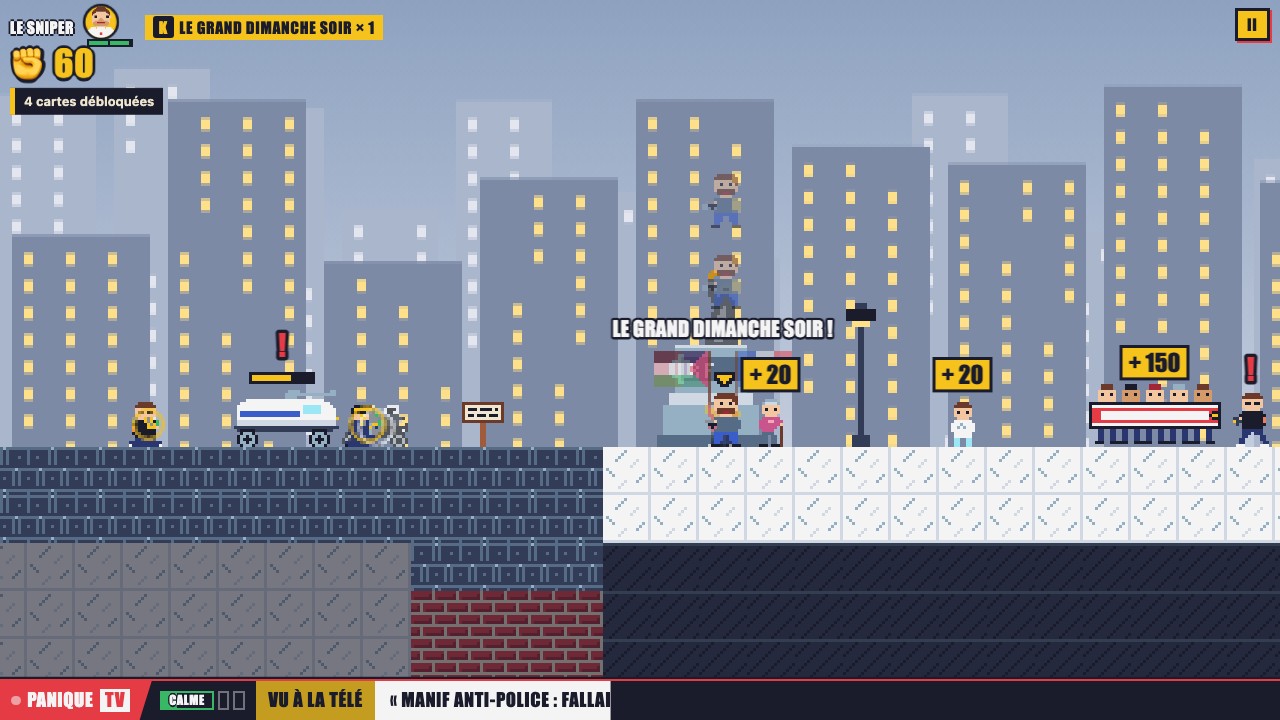 LE SNIPER
K LE GRAND DIMANCHE SOIR × 1
60
4 cartes débloquées
!
LE GRAND DIMANCHE SOIR !
+ 20
+ 20
+ 150
!
PANIQUE TV
CALME
VU À LA TÉLÉ
« MANIF ANTI-POLICE : FALLAI